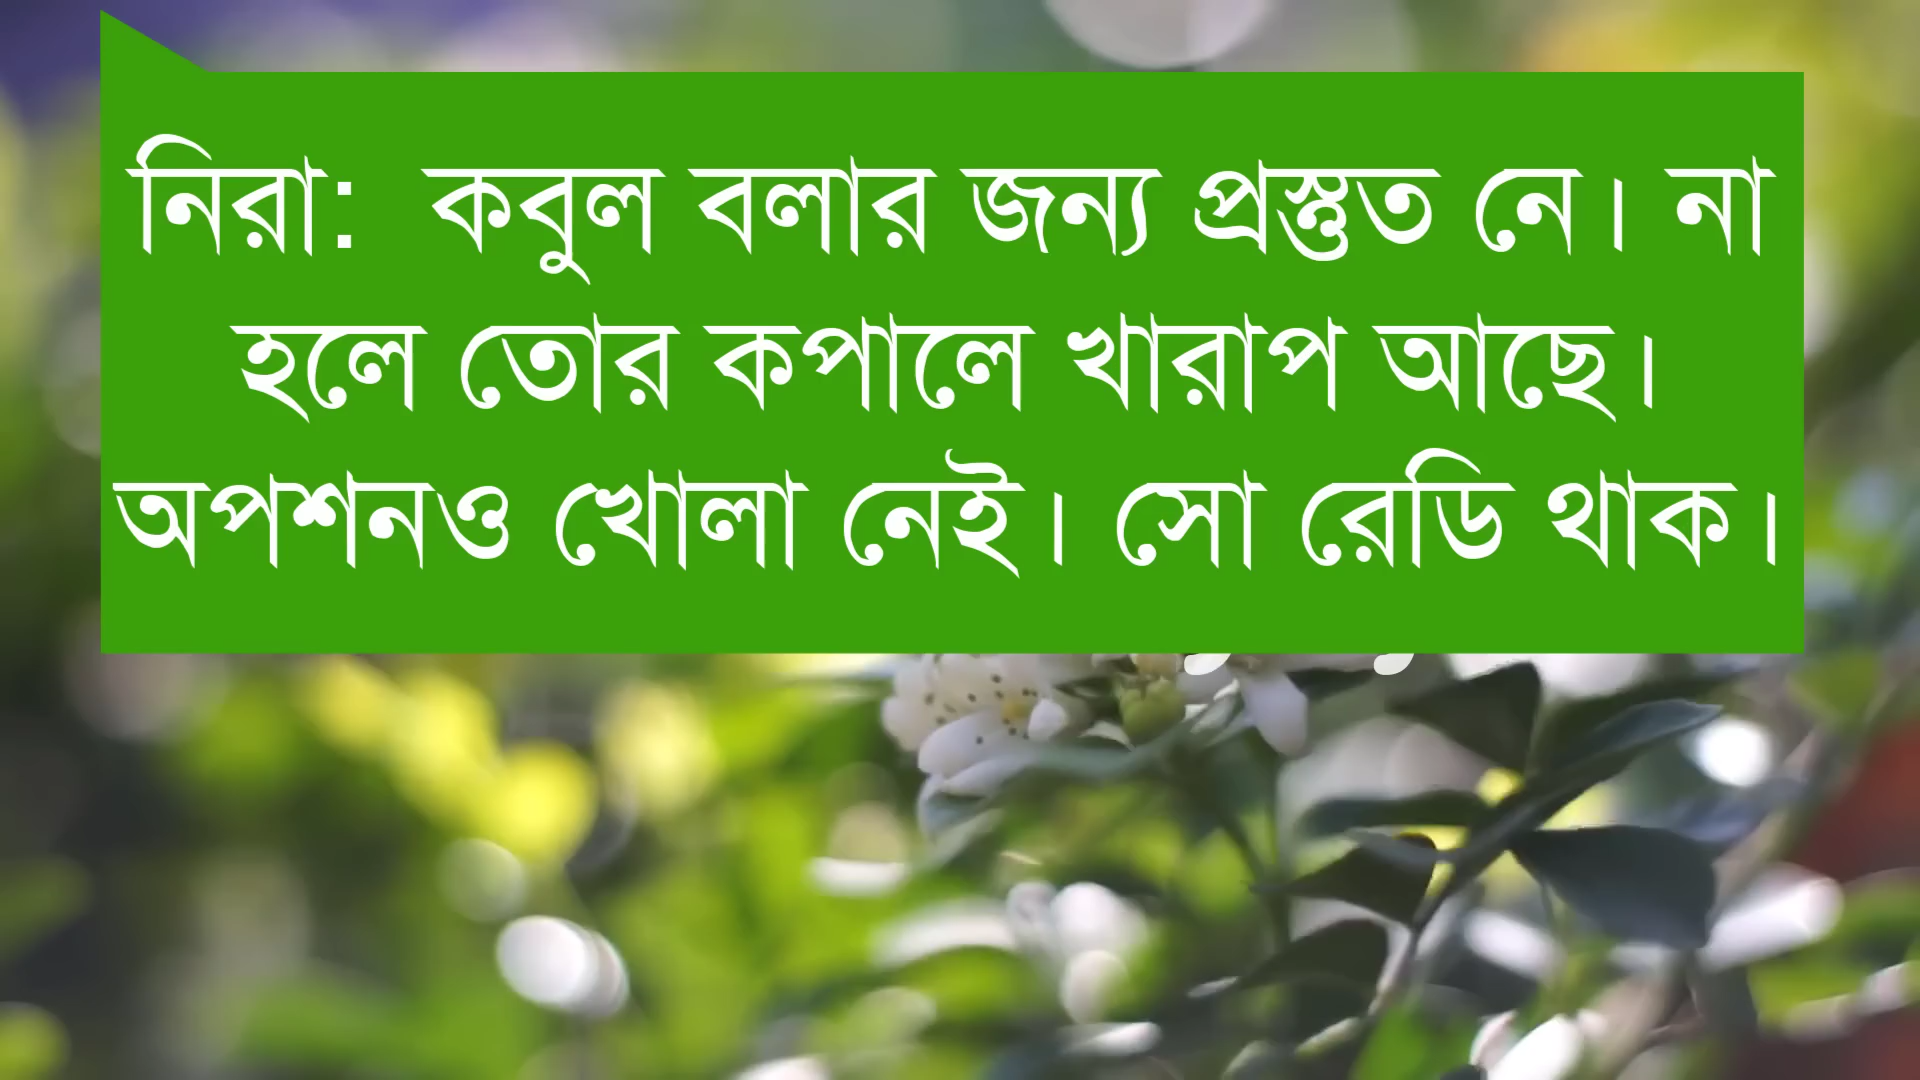 নিরা: কবুল বলার জন্য প্রস্তুত নে। না
হলে তোর কপালে খারাপ আছে।
অপশনও খোলা নেই। সো রেডি থাক।